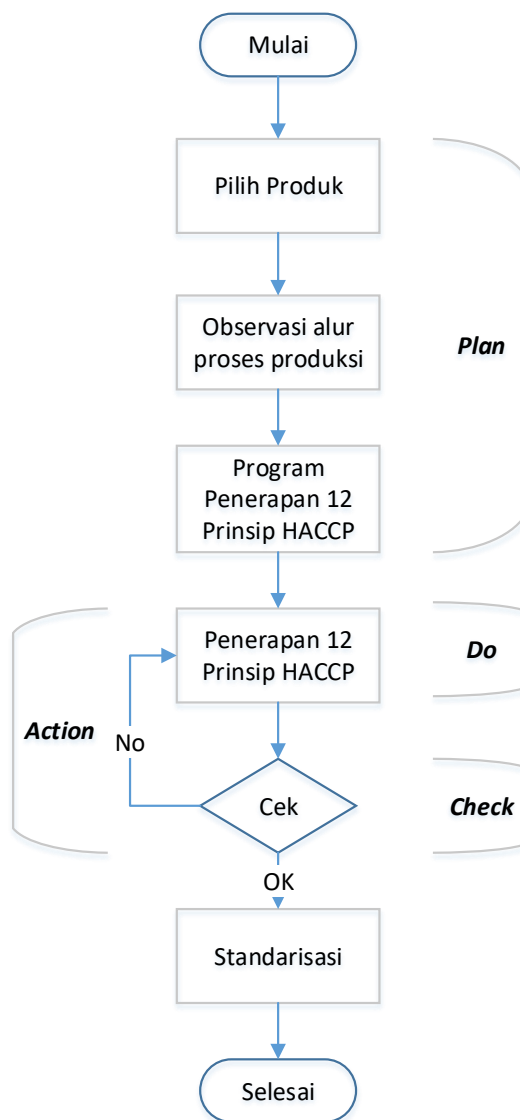 Mulai
Pilih Produk
Observasi alur
proses produksi
Plan
Program
Penerapan 12
Prinsip HACCP
Penerapan 12
Prinsip HACCP
Do
Action
No
Cek
Check
OK
Standarisasi
Selesai